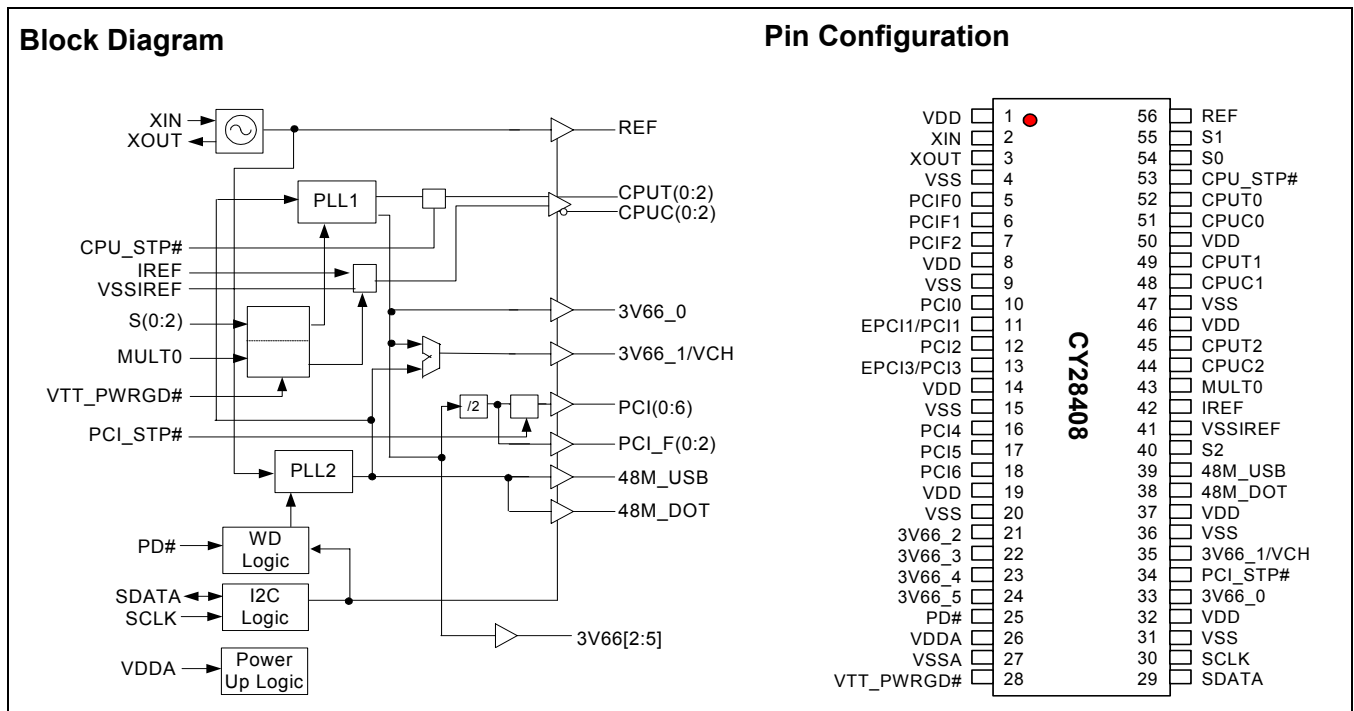 Block Diagram
XIN
XOUT
REF
PLL1
CPUT(0:2)
CPUC(0:2)
CPU_STP#
IREF
VSSIREF
S(0:2)
3V66_0
MULT0
3V66_1/VCH
VTT_PWRGD#
/2
PCI(0:6)
PCI_STP#
PCI_F(0:2)
PLL2
48M_USB
48M_DOT
PD#
WD
Logic
SDATA
SCLK
I2C
Logic
3V66[2:5]
VDDA
Power
Up Logic
Pin Configuration
VDD 1 56 REF
XIN 2 55 S1
XOUT 3 54 S0
VSS 4 53 CPU_STP#
PCIF0 5 52 CPUT0
PCIF1 6 51 CPUC0
PCIF2 7 50 VDD
VDD 8 49 CPUT1
VSS 9 48 CPUC1
PCI0 10 47 VSS
EPCI1/PCI1 11 46 VDD
PCI2 12 45 CPUT2
EPCI3/PCI3 13 44 CPUC2
VDD 14 43 MULT0
VSS 15 42 IREF
PCI4 16 41 VSSIREF
PCI5 17 40 S2
PCI6 18 39 48M_USB
VDD 19 38 48M_DOT
VSS 20 37 VDD
3V66_2 21 36 VSS
3V66_3 22 35 3V66_1/VCH
3V66_4 23 34 PCI_STP#
3V66_5 24 33 3V66_0
PD# 25 32 VDD
VDDA 26 31 VSS
VSSA 27 30 SCLK
VTT_PWRGD# 28 29 SDATA
CY28408